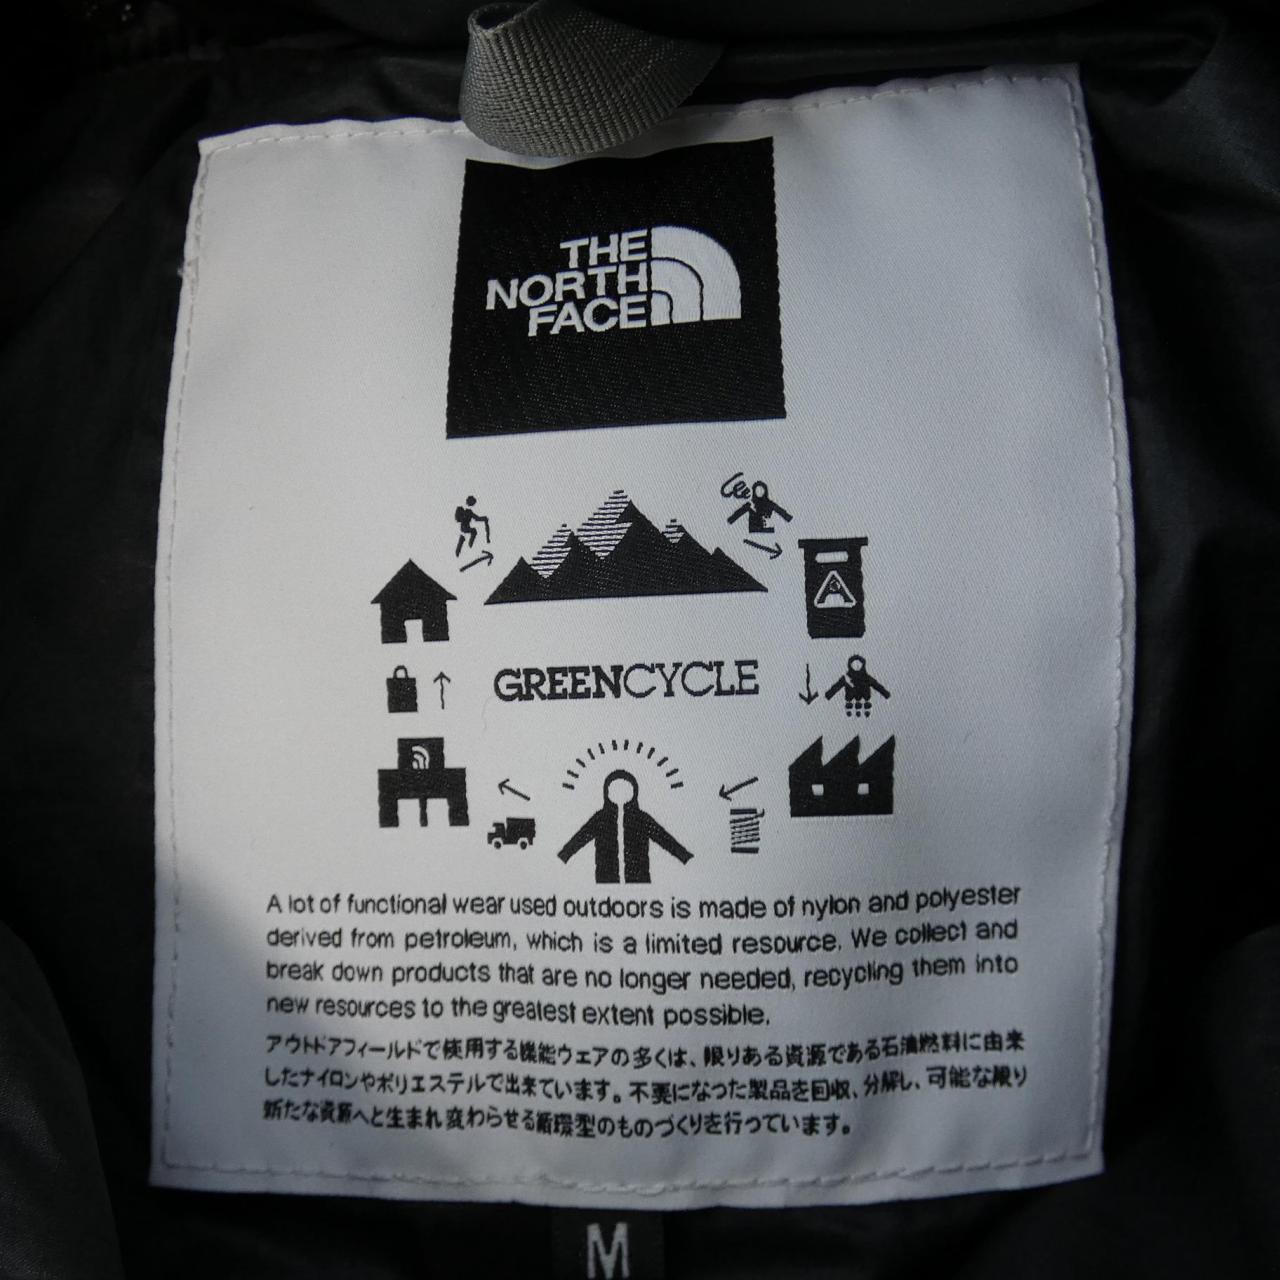 THE
NORTH
FACE
GREENCYCLE
A lot of functional wear used outdoors is made of nylon and polyester
derived from petroleum, which is a limited resource. We collect and
break down products that are no longer needed, recycling them into
new resources to the greatest extent possible.
アウトドアフィールドで使用する機能ウェアの多くは、限りある資源である石油燃料に由来
したナイロンやポリエステルで出来ています。不要になった製品を回収、分解し、可能な限り
新たな資源へと生まれ変わらせる循環型のものづくりを行っています。
M